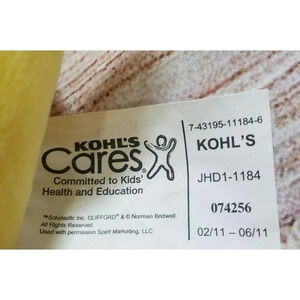 KOHL'S
Cares®
Committed to Kids'
Health and Education
™Scholastic Inc. CLIFFORD® & © Norman Bridwell.
All Rights Reserved.
Used with permission Spirit Marketing, LLC
7-43195-11184-6
KOHL'S
JHD1-1184
074256
02/11 – 06/11